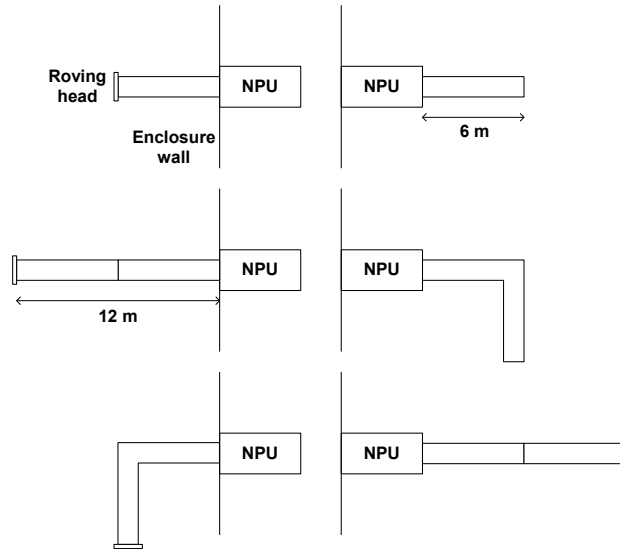 Roving
head
NPU
NPU
Enclosure
wall
6 m
NPU
NPU
12 m
NPU
NPU